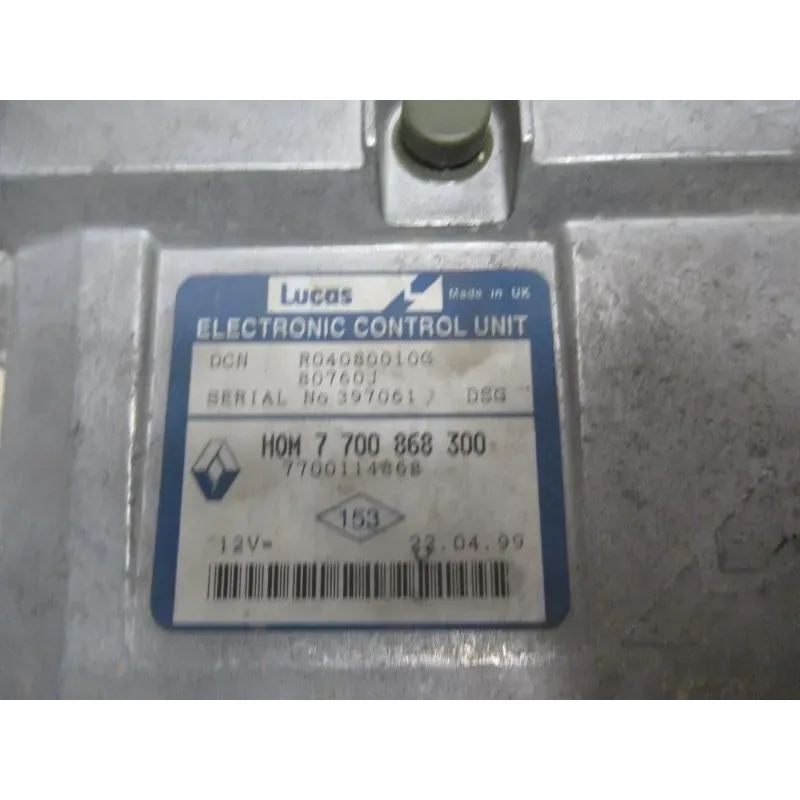 Lucas Made in UK
ELECTRONIC CONTROL UNIT
DCN R04080010G
80760J
SERIAL No 397061 DSG
HOM 7 700 868 300
7700114868
153
12V= 22.04.99